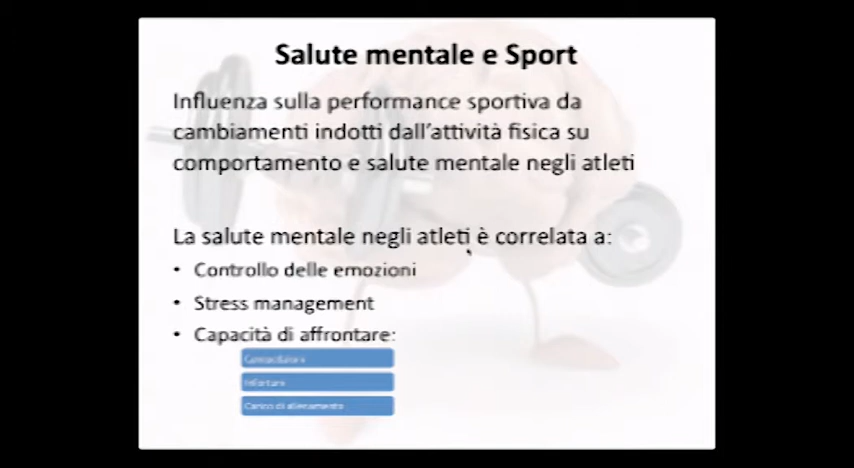 Salute mentale e Sport
Influenza sulla performance sportiva da
cambiamenti indotti dall'attività fisica su
comportamento e salute mentale negli atleti
La salute mentale negli atleti è correlata a:
• Controllo delle emozioni
• Stress management
• Capacità di affrontare:
Infortuni
Carico di allenamento